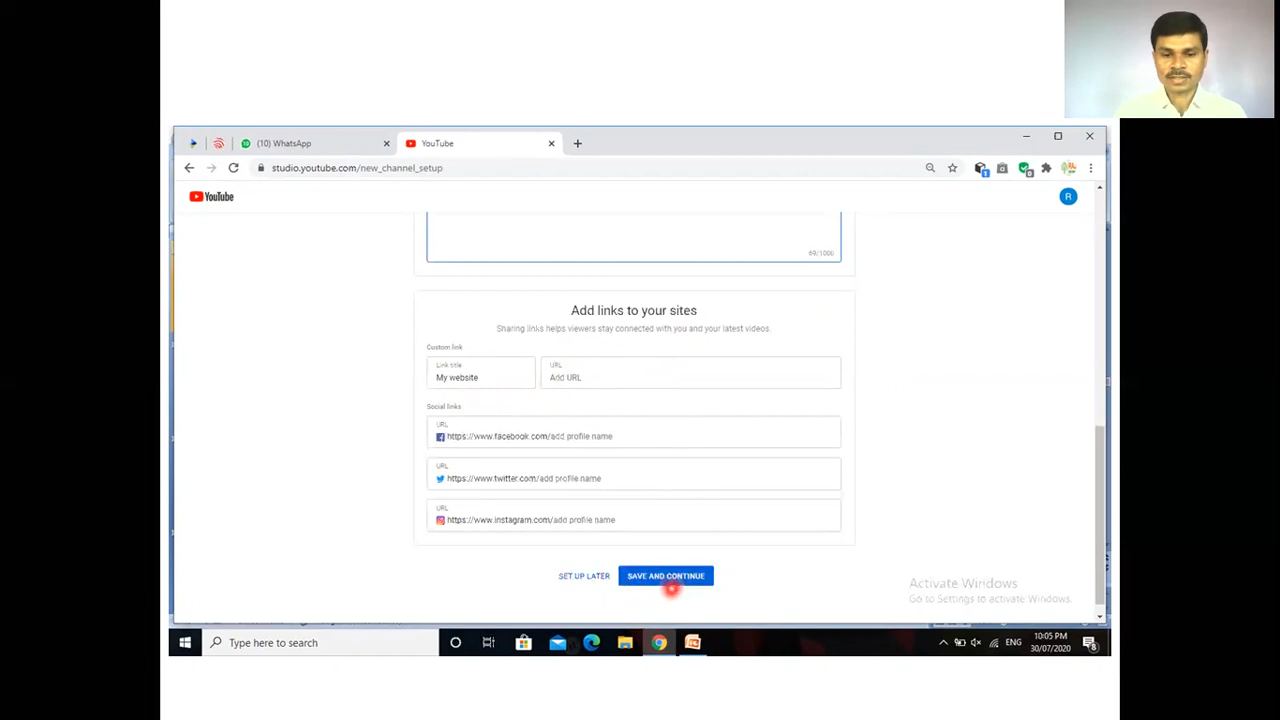 (10) WhatsApp
YouTube
studio.youtube.com/new_channel_setup
YouTube
R
69/1000
Add links to your sites
Sharing links helps viewers stay connected with you and your latest videos.
Custom link
Link title
My website
URL
Add URL
Social links
URL
https://www.facebook.com/add profile name
URL
https://www.twitter.com/add profile name
URL
https://www.instagram.com/add profile name
SET UP LATER
SAVE AND CONTINUE
Activate Windows
Go to Settings to activate Windows.
Type here to search
ENG
10:05 PM
30/07/2020